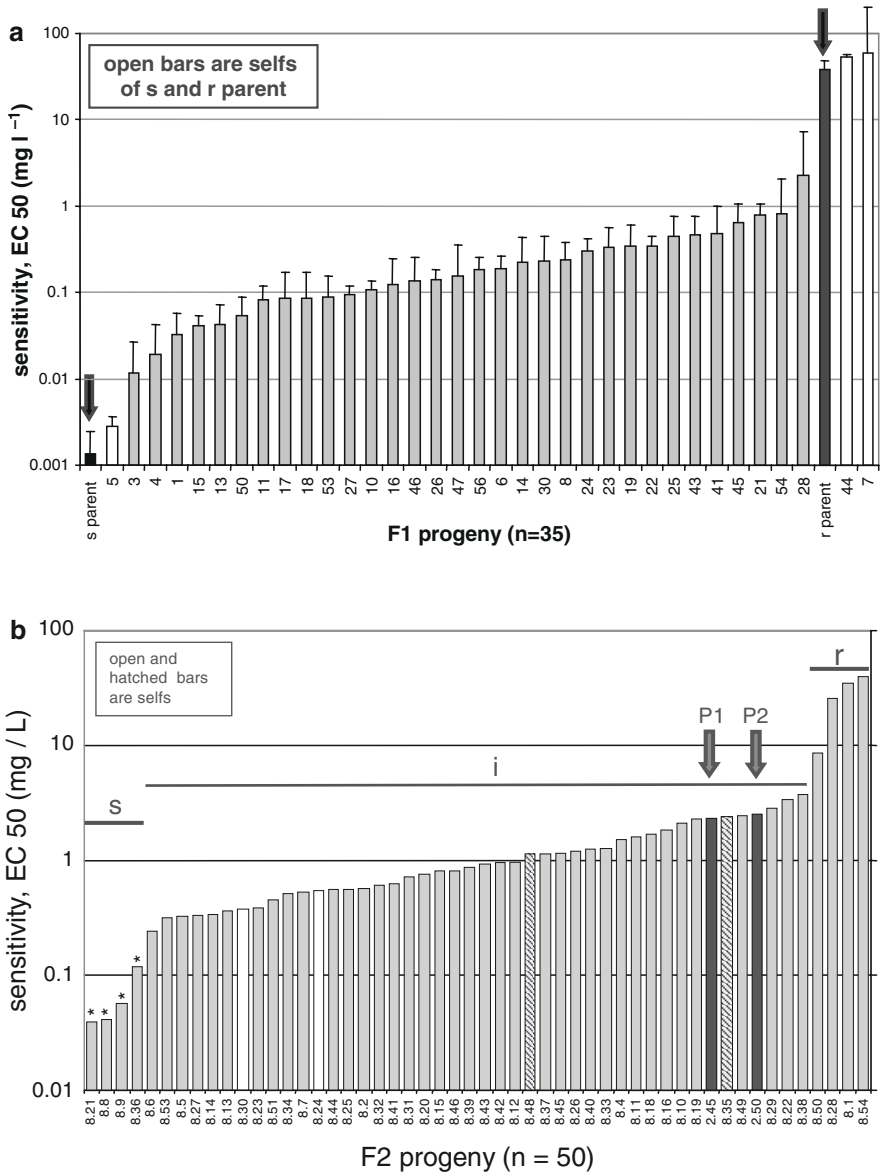 a
open bars are selfs
of s and r parent
sensitivity, EC 50 (mg l −1)
100
10
1
0.1
0.01
0.001
s parent 5 3 4 1 15 13 50 11 17 18 53 27 10 16 46 26 47 56 6 14 30 8 24 23 19 22 25 43 41 45 21 54 28 r parent 44 7
F1 progeny (n=35)
b
open and
hatched bars
are selfs
sensitivity, EC 50 (mg / L)
100
10
1
0.1
0.01
s
i
r
P1
P2
* * * *
8.21 8.8 8.9 8.36 8.6 8.53 8.5 8.27 8.14 8.13 8.30 8.23 8.51 8.34 8.7 8.24 8.44 8.25 8.2 8.32 8.41 8.31 8.20 8.15 8.46 8.39 8.43 8.42 8.12 8.48 8.37 8.45 8.26 8.40 8.33 8.4 8.11 8.18 8.16 8.10 8.19 2.45 8.35 8.49 2.50 8.29 8.22 8.38 8.50 8.28 8.1 8.54
F2 progeny (n = 50)